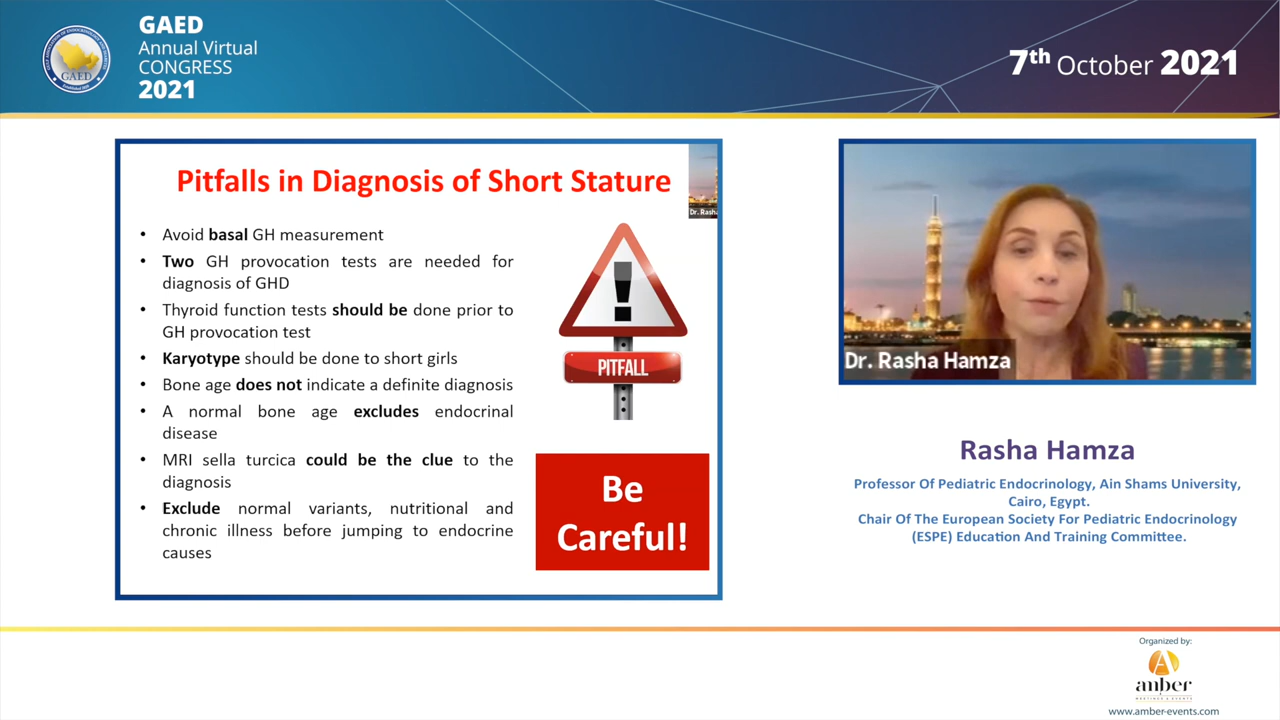 GAED
Annual Virtual
CONGRESS
2021
GAED
7th October 2021
Pitfalls in Diagnosis of Short Stature
Dr. Rasha
• Avoid basal GH measurement
• Two GH provocation tests are needed for
diagnosis of GHD
• Thyroid function tests should be done prior to
GH provocation test
• Karyotype should be done to short girls
• Bone age does not indicate a definite diagnosis
• A normal bone age excludes endocrinal
disease
• MRI sella turcica could be the clue to the
diagnosis
• Exclude normal variants, nutritional and
chronic illness before jumping to endocrine
causes
!
PITFALL
Be
Careful!
Dr. Rasha Hamza
Rasha Hamza
Professor Of Pediatric Endocrinology, Ain Shams University,
Cairo, Egypt.
Chair Of The European Society For Pediatric Endocrinology
(ESPE) Education And Training Committee.
Organized by:
amber
MEETINGS & EVENTS
www.amber-events.com